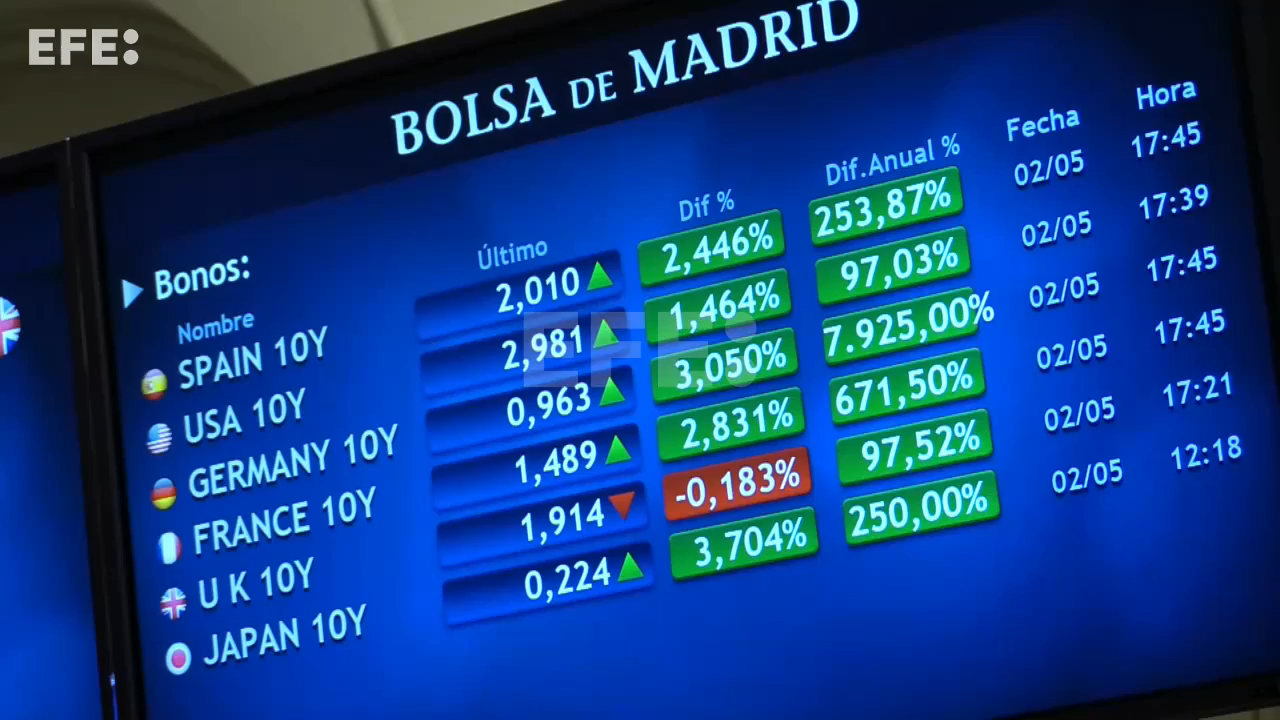 EFE:
BOLSA DE MADRID
Bonos:
Nombre Último Dif % Dif.Anual % Fecha Hora
SPAIN 10Y 2,010 2,446% 253,87% 02/05 17:45
USA 10Y 2,981 1,464% 97,03% 02/05 17:39
GERMANY 10Y 0,963 3,050% 7.925,00% 02/05 17:45
FRANCE 10Y 1,489 2,831% 671,50% 02/05 17:45
U K 10Y 1,914 -0,183% 97,52% 02/05 17:21
JAPAN 10Y 0,224 3,704% 250,00% 02/05 12:18
EFE: